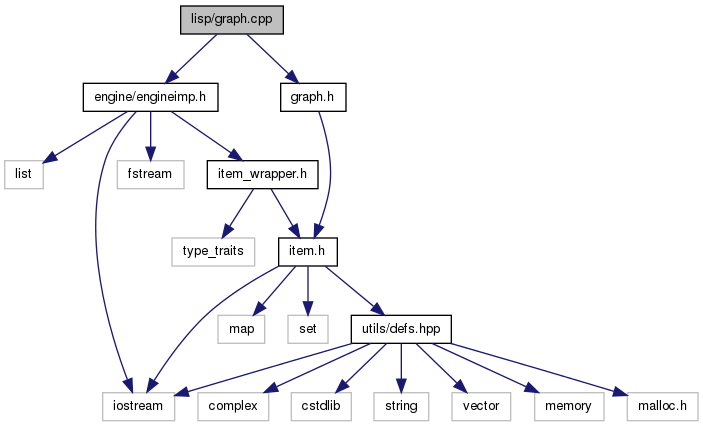 lisp/graph.cpp
engine/engineimp.h
graph.h
list
fstream
item_wrapper.h
type_traits
item.h
map
set
utils/defs.hpp
iostream
complex
cstdlib
string
vector
memory
malloc.h